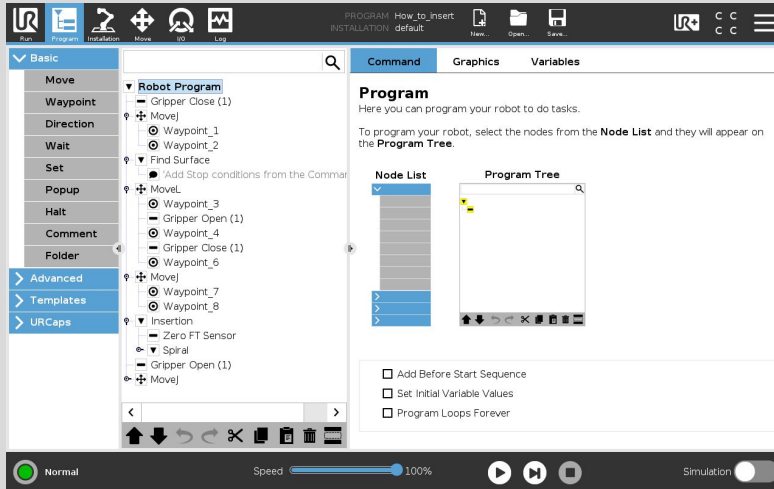 UR
PROGRAM How_to_insert
INSTALLATION default
UR+
C C
C C
Run
Program
Installation
Move
I/O
Log
New...
Open...
Save...
Basic
Move
Waypoint
Direction
Wait
Set
Popup
Halt
Comment
Folder
Advanced
Templates
URCaps
Robot Program
Gripper Close (1)
MoveJ
Waypoint_1
Waypoint_2
Find Surface
'Add Stop conditions from the Commar
MoveL
Waypoint_3
Gripper Open (1)
Waypoint_4
Gripper Close (1)
Waypoint_6
MoveJ
Waypoint_7
Waypoint_8
Insertion
Zero FT Sensor
Spiral
Gripper Open (1)
MoveJ
Command
Graphics
Variables
Program
Here you can program your robot to do tasks.
To program your robot, select the nodes from the Node List and they will appear on
the Program Tree.
Node List
Program Tree
Add Before Start Sequence
Set Initial Variable Values
Program Loops Forever
Normal
Speed
100%
Simulation